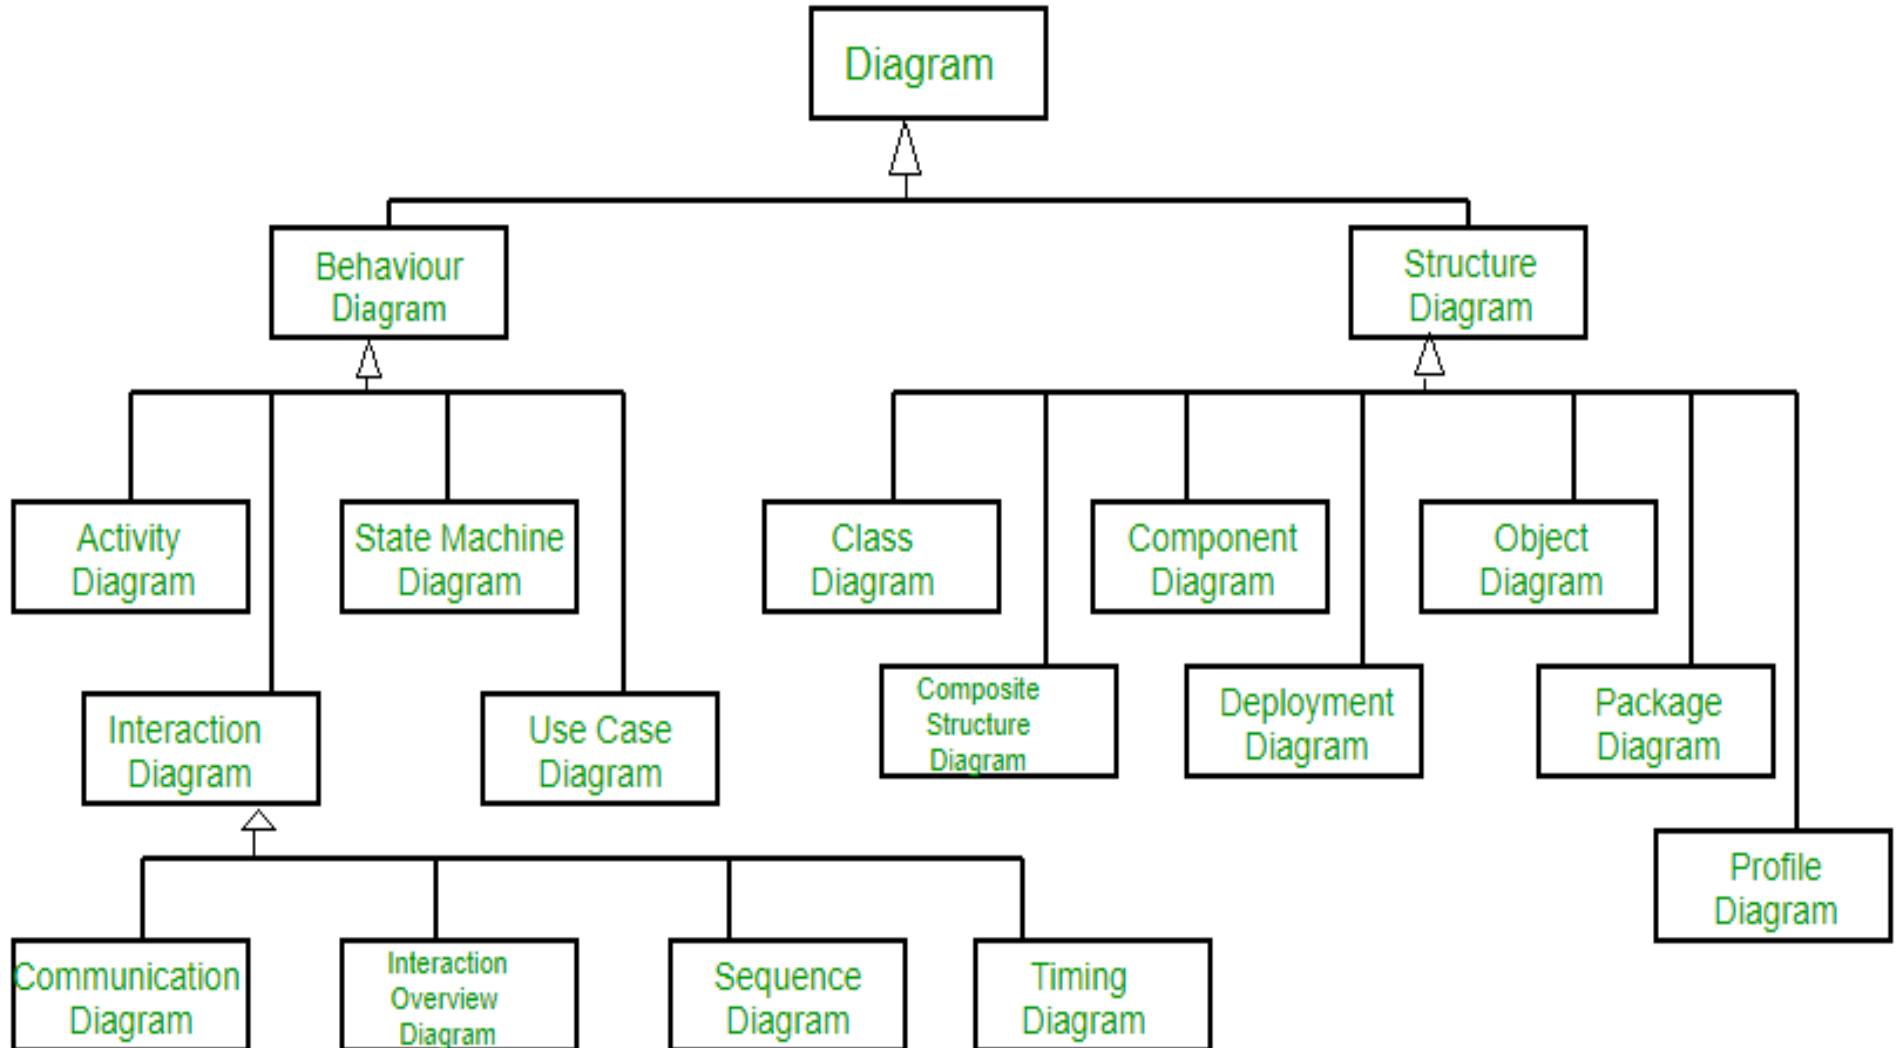 Diagram
Behaviour
Diagram
Structure
Diagram
Activity
Diagram
State Machine
Diagram
Class
Diagram
Component
Diagram
Object
Diagram
Interaction
Diagram
Use Case
Diagram
Composite
Structure
Diagram
Deployment
Diagram
Package
Diagram
Profile
Diagram
Communication
Diagram
Interaction
Overview
Diagram
Sequence
Diagram
Timing
Diagram